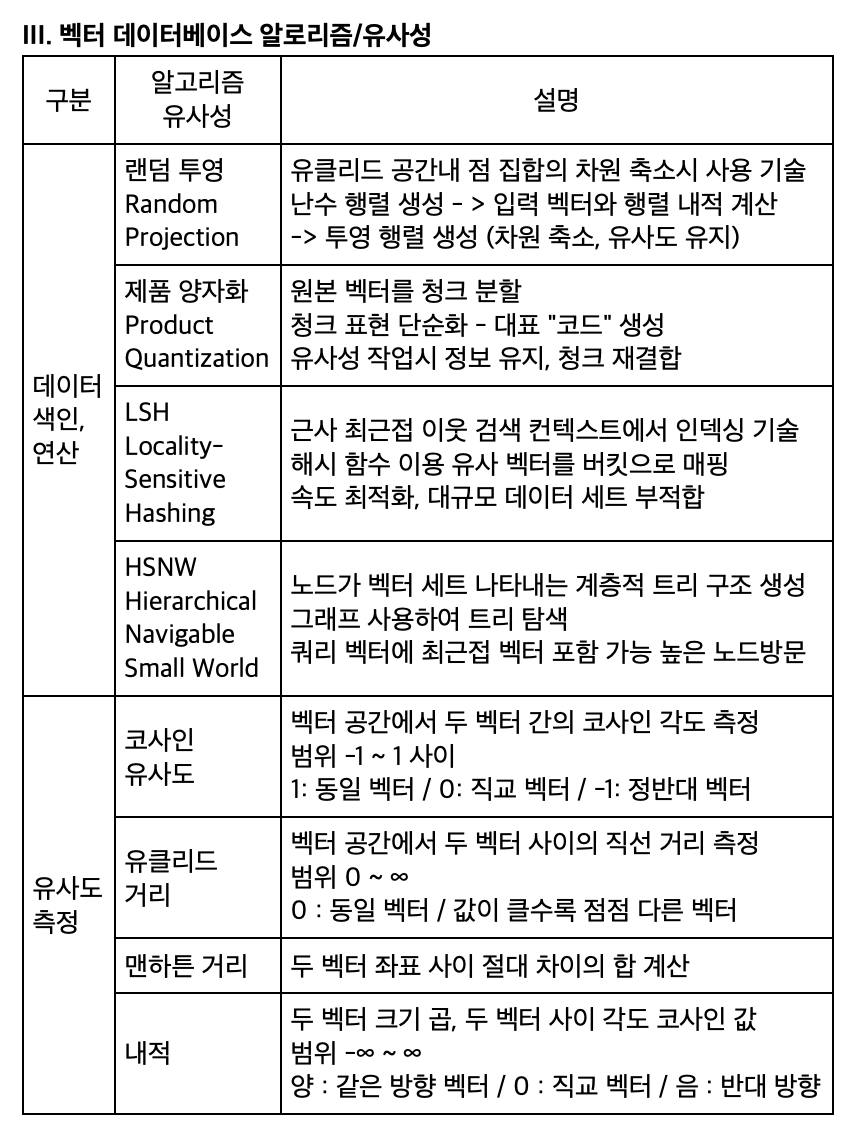 III. 벡터 데이터베이스 알로리즘/유사성
구분
알고리즘
유사성
설명
데이터
색인,
연산
랜덤 투영
Random
Projection
유클리드 공간내 점 집합의 차원 축소시 사용 기술
난수 행렬 생성 - > 입력 벡터와 행렬 내적 계산
-> 투영 행렬 생성 (차원 축소, 유사도 유지)
제품 양자화
Product
Quantization
원본 벡터를 청크 분할
청크 표현 단순화 - 대표 "코드" 생성
유사성 작업시 정보 유지, 청크 재결합
LSH
Locality-
Sensitive
Hashing
근사 최근접 이웃 검색 컨텍스트에서 인덱싱 기술
해시 함수 이용 유사 벡터를 버킷으로 매핑
속도 최적화, 대규모 데이터 세트 부적합
HSNW
Hierarchical
Navigable
Small World
노드가 벡터 세트 나타내는 계층적 트리 구조 생성
그래프 사용하여 트리 탐색
쿼리 벡터에 최근접 벡터 포함 가능 높은 노드방문
유사도
측정
코사인
유사도
벡터 공간에서 두 벡터 간의 코사인 각도 측정
범위 -1 ~ 1 사이
1: 동일 벡터 / 0: 직교 벡터 / -1: 정반대 벡터
유클리드
거리
벡터 공간에서 두 벡터 사이의 직선 거리 측정
범위 0 ~ ∞
0 : 동일 벡터 / 값이 클수록 점점 다른 벡터
맨하튼 거리
두 벡터 좌표 사이 절대 차이의 합 계산
내적
두 벡터 크기 곱, 두 벡터 사이 각도 코사인 값
범위 -∞ ~ ∞
양 : 같은 방향 벡터 / 0 : 직교 벡터 / 음 : 반대 방향